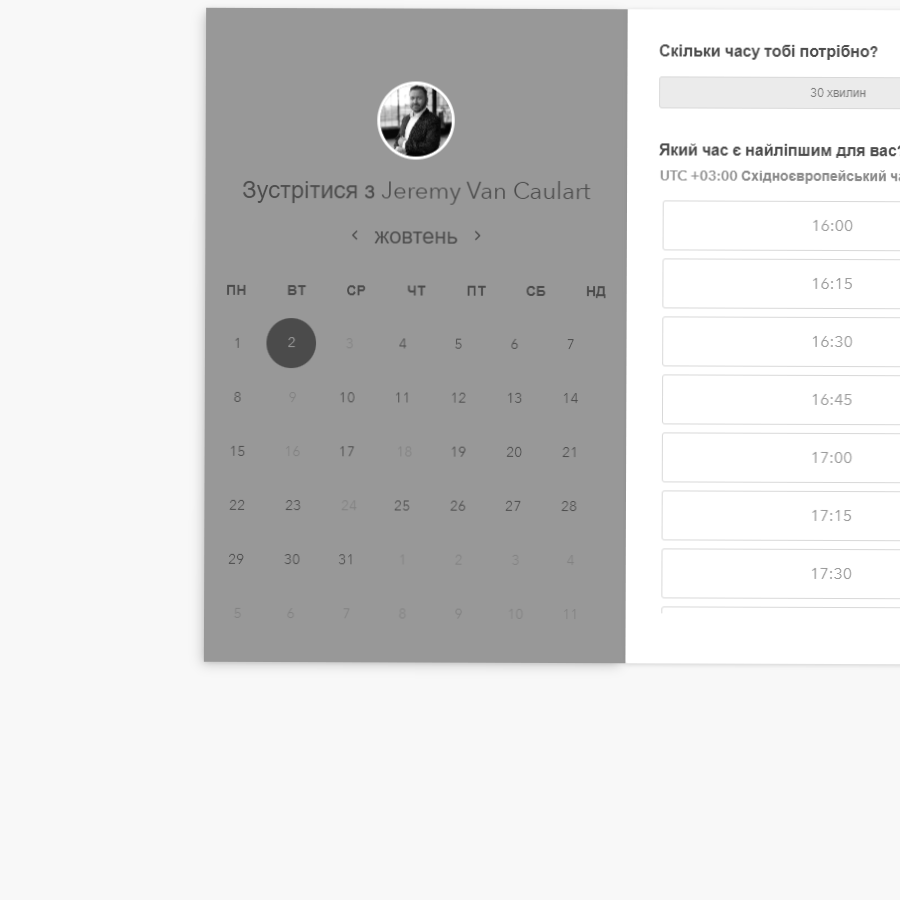 Зустрітися з Jeremy Van Caulart
жовтень
ПН ВТ СР ЧТ ПТ СБ НД
1 2 3 4 5 6 7
8 9 10 11 12 13 14
15 16 17 18 19 20 21
22 23 24 25 26 27 28
29 30 31 1 2 3 4
5 6 7 8 9 10 11
Скільки часу тобі потрібно?
30 хвилин
Який час є найліпшим для вас?
UTC +03:00 Східноєвропейський
16:00
16:15
16:30
16:45
17:00
17:15
17:30